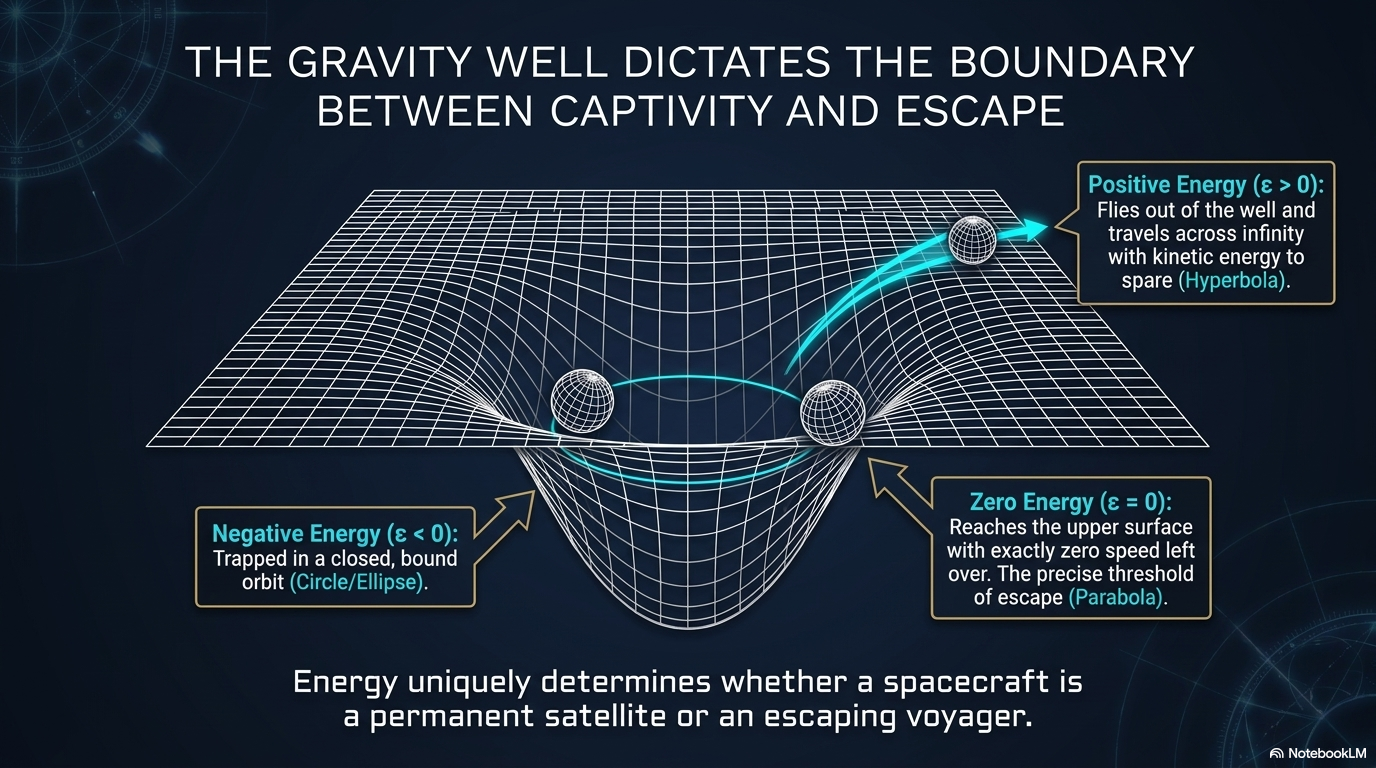 THE GRAVITY WELL DICTATES THE BOUNDARY
BETWEEN CAPTIVITY AND ESCAPE
Positive Energy (ε > 0):
Flies out of the well and
travels across infinity
with kinetic energy to
spare (Hyperbola).
Negative Energy (ε < 0):
Trapped in a closed, bound
orbit (Circle/Ellipse).
Zero Energy (ε = 0):
Reaches the upper surface
with exactly zero speed left
over. The precise threshold
of escape (Parabola).
Energy uniquely determines whether a spacecraft is
a permanent satellite or an escaping voyager.
NotebookLM